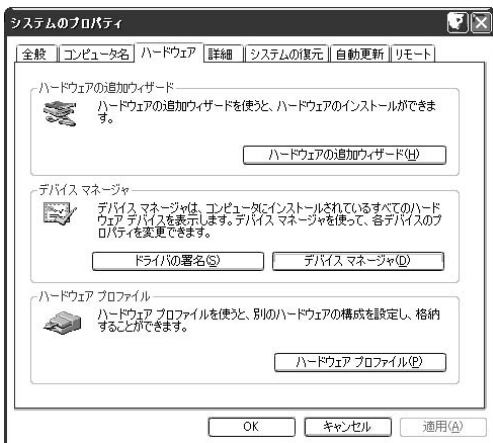 システムのプロパティ
全般 コンピュータ名 ハードウェア 詳細 システムの復元 自動更新 リモート
ハードウェアの追加ウィザード
ハードウェアの追加ウィザードを使うと、ハードウェアのインストールができま
す。
ハードウェアの追加ウィザード(H)
デバイス マネージャ
デバイス マネージャは、コンピュータにインストールされているすべてのハード
ウェア デバイスを表示します。デバイス マネージャを使って、各デバイスのプ
ロパティを変更できます。
ドライバの署名(S) デバイス マネージャ(D)
ハードウェア プロファイル
ハードウェア プロファイルを使うと、別のハードウェアの構成を設定し、格納
することができます。
ハードウェア プロファイル(P)
OK キャンセル 適用(A)